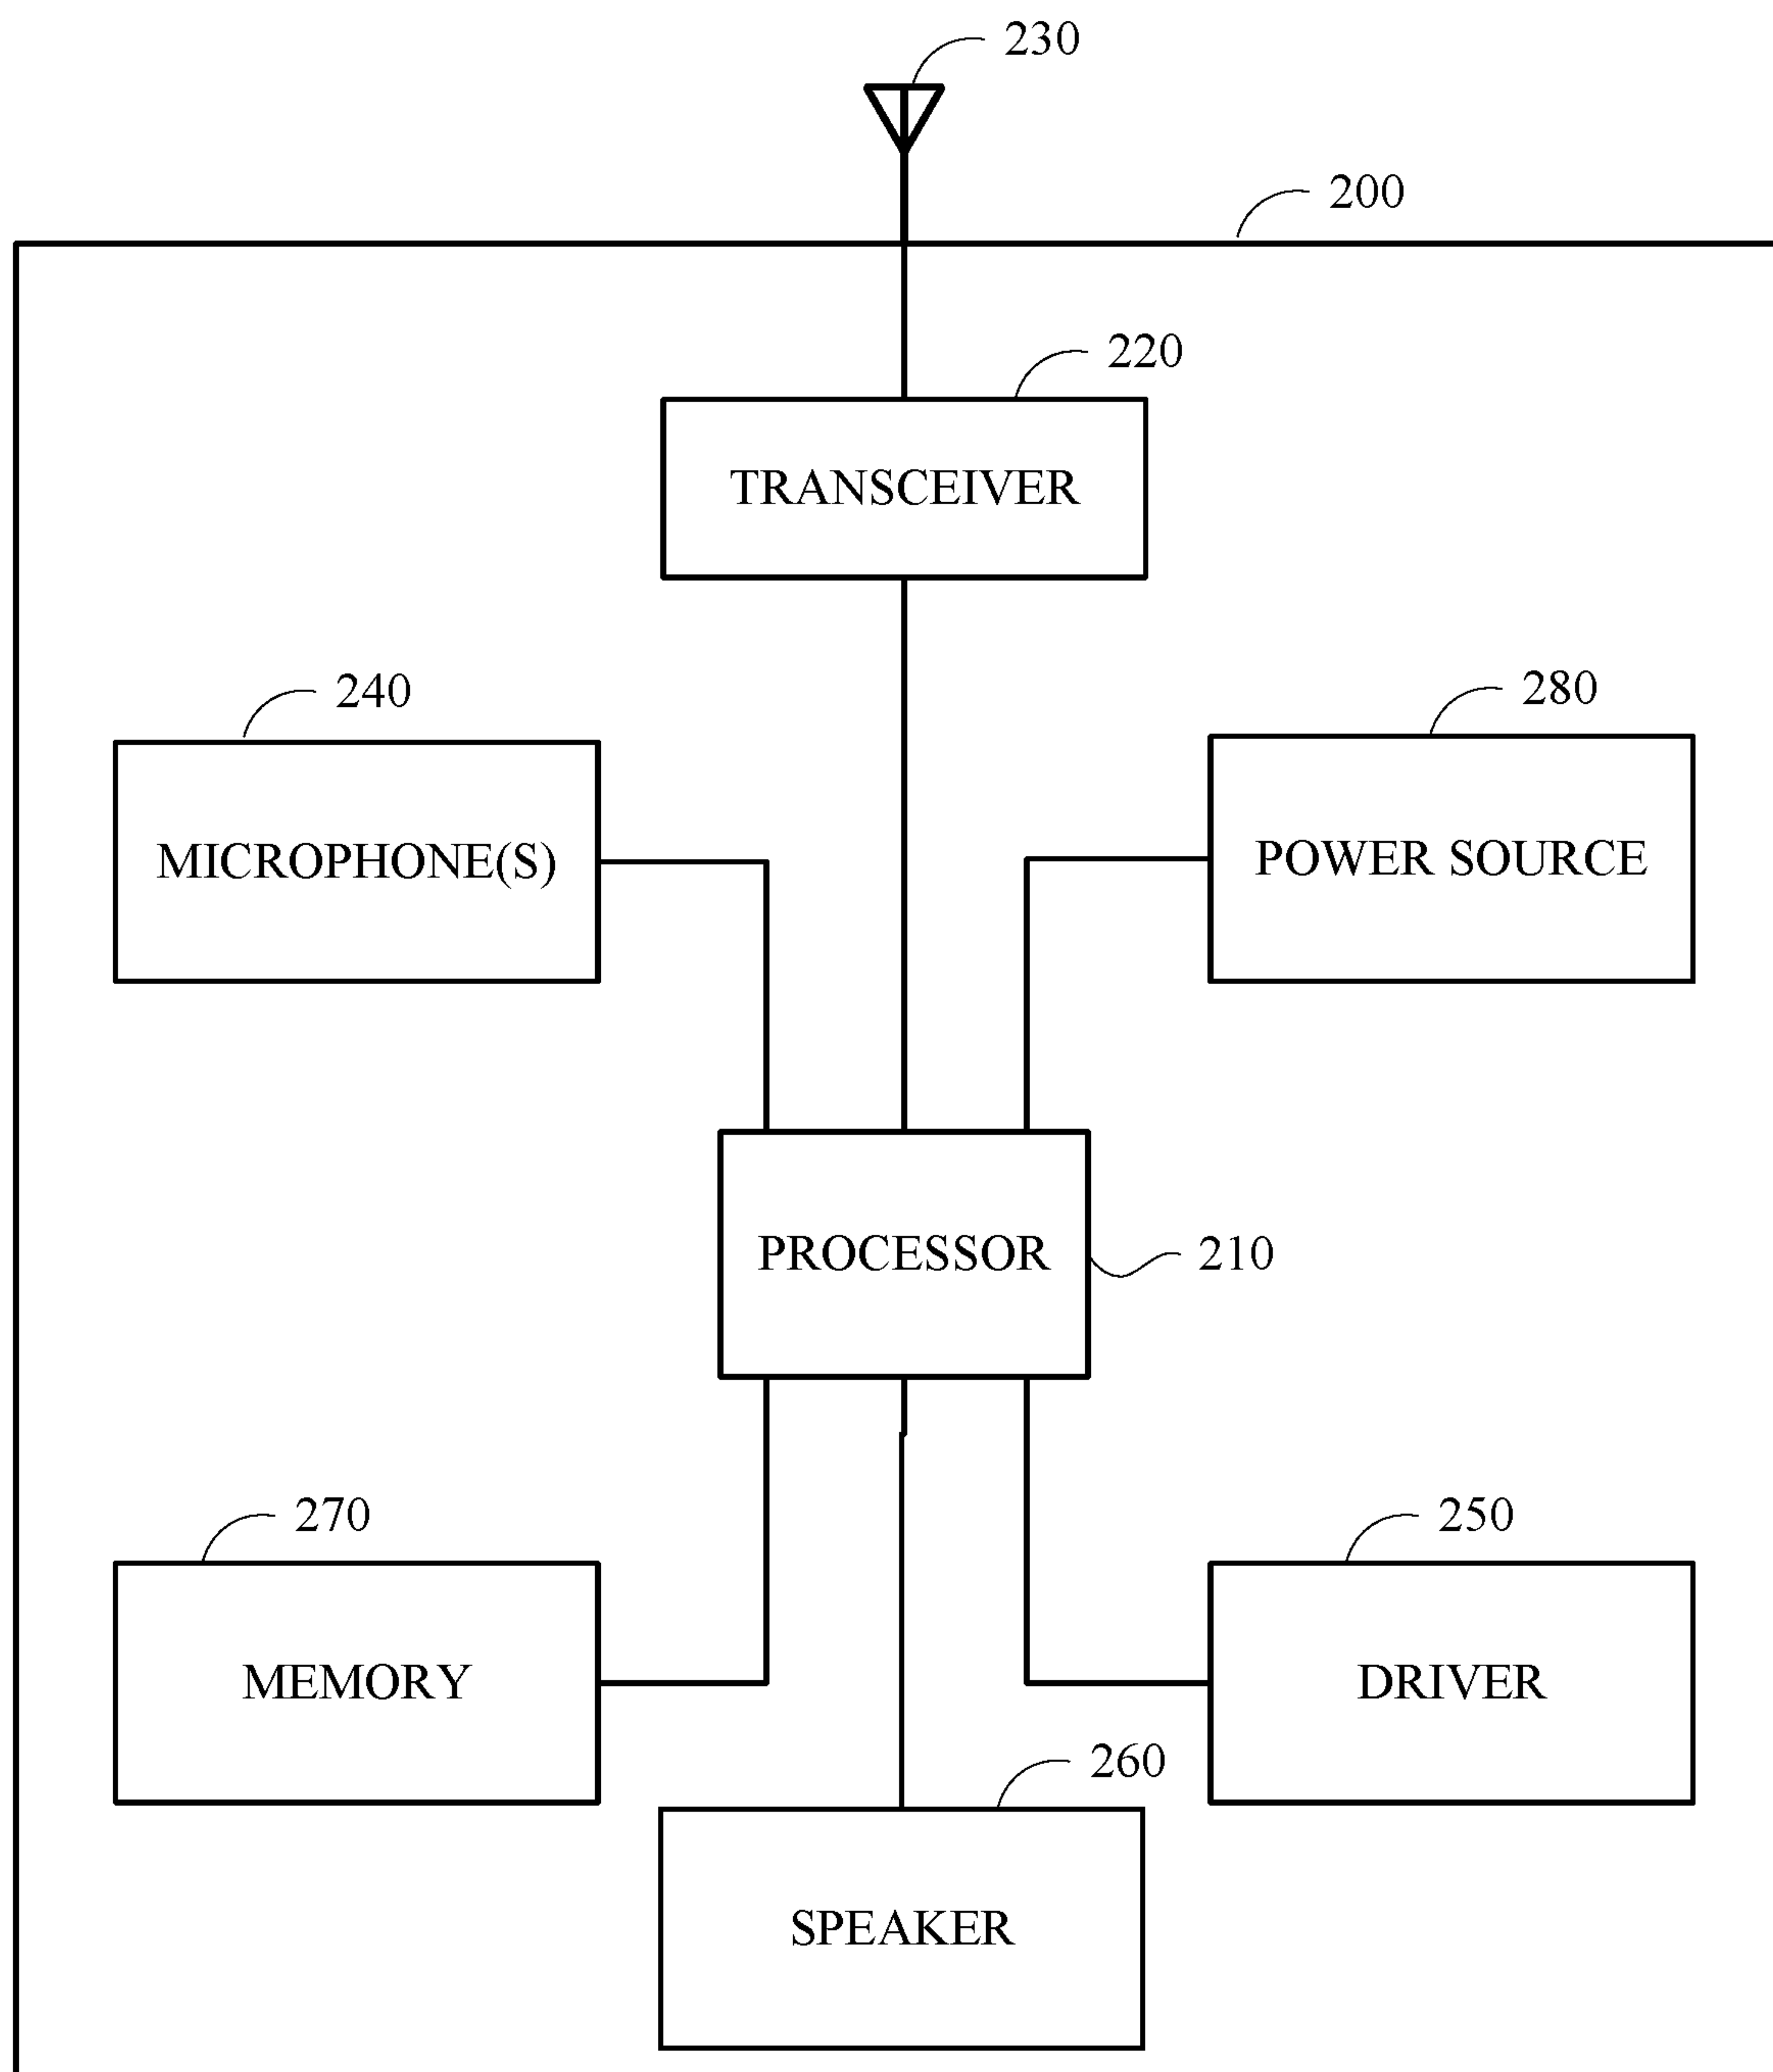 230
200
220
TRANSCEIVER
240
280
MICROPHONE(S)
POWER SOURCE
PROCESSOR
210
270
250
MEMORY
DRIVER
260
SPEAKER